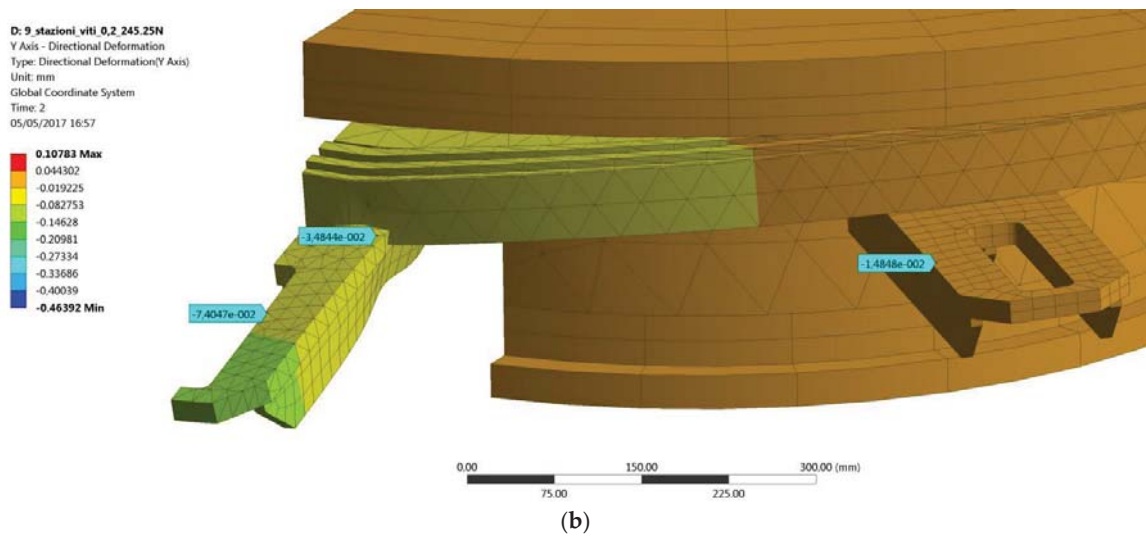 D: 9_stazioni_viti_0,2_245.25N
Y Axis - Directional Deformation
Type: Directional Deformation(Y Axis)
Unit: mm
Global Coordinate System
Time: 2
05/05/2017 16:57
0.10783 Max
0.044302
-0.019225
-0.082753
-0.14628
-0.20981
-0.27334
-0.33686
-0,40039
-0.46392 Min
-3,4844e-002
-7,4047e-002
-1,4848e-002
0.00 150.00 300.00 (mm)
75.00 225.00
(b)